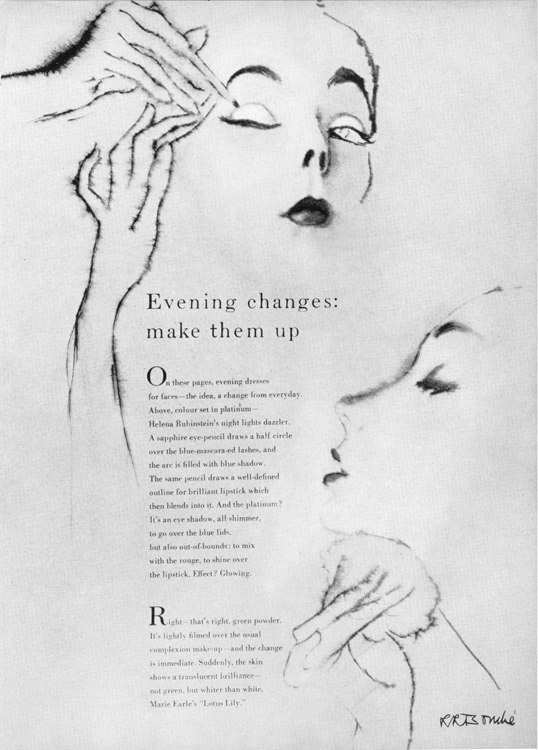 Evening changes:
make them up
On these pages, evening dresses
for faces—the idea, a change from everyday.
Above, colour set in platinum—
Helena Rubinstein's night lights dazzler.
A sapphire eye-pencil draws a half circle
over the blue-mascara-ed lashes, and
the arc is filled with blue shadow.
The same pencil draws a well-defined
outline for brilliant lipstick which
then blends into it. And the platinum?
It's an eye shadow, all shimmer,
to go over the blue lids,
but also out-of-bounds: to mix
with the rouge, to shine over
the lipstick. Effect? Glowing.
Right—that's right, green powder.
It's lightly filmed over the usual
complexion make-up—and the change
is immediate. Suddenly, the skin
shows a translucent brilliance—
not green, but whiter than white.
Marie Earle's "Lotus Lily."
R.R. Bouché